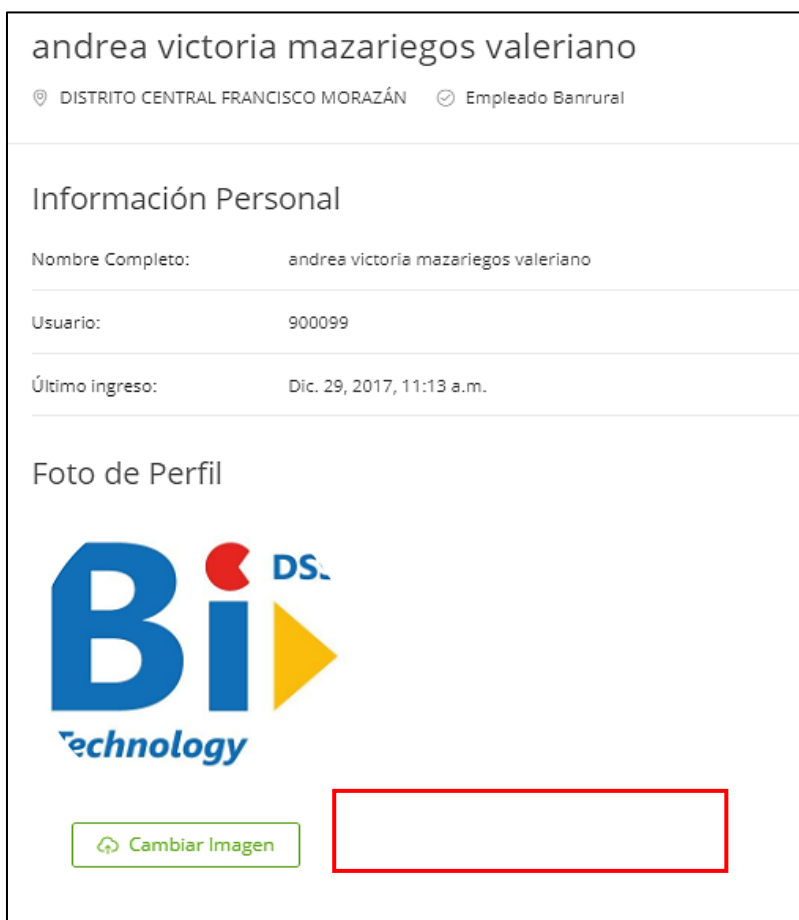 andrea victoria mazariegos valeriano
DISTRITO CENTRAL FRANCISCO MORAZÁN Empleado Banrural
Información Personal
Nombre Completo: andrea victoria mazariegos valeriano
Usuario: 900099
Último ingreso: Dic. 29, 2017, 11:13 a.m.
Foto de Perfil
Bi DS
Technology
Cambiar Imagen